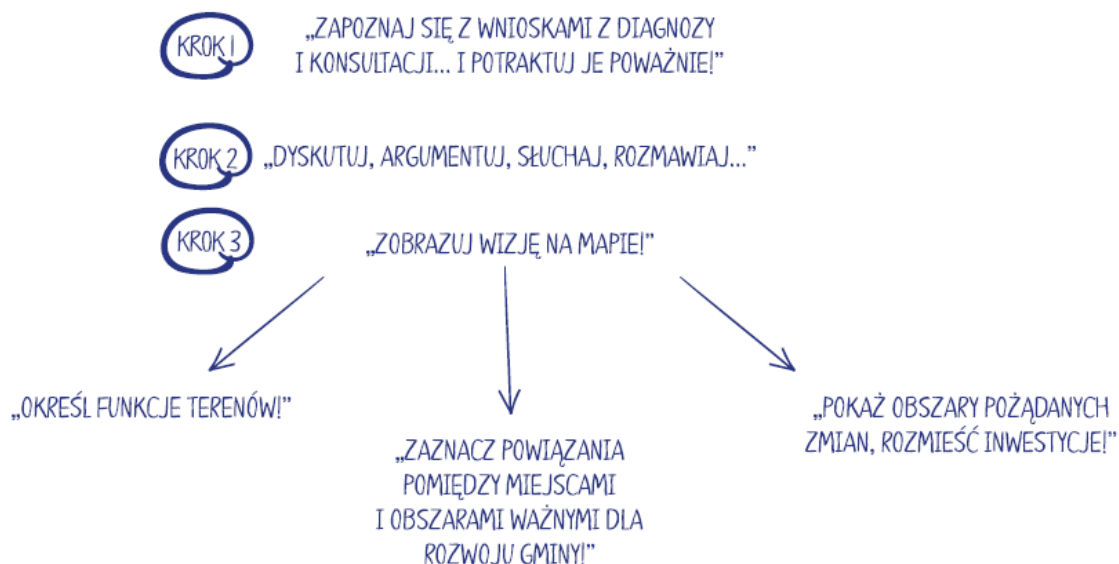 KROK 1
„ZAPOZNAJ SIĘ Z WNIOSKAMI Z DIAGNOZY
I KONSULTACJI... I POTRAKTUJ JE POWAŻNIE!”
KROK 2
„DYSKUTUJ, ARGUMENTUJ, SŁUCHAJ, ROZMAWIAJ...”
KROK 3
„ZOBRAZUJ WIZJĘ NA MAPIE!”
„OKREŚL FUNKCJE TERENÓW!”
„ZAZNACZ POWIĄZANIA
POMIĘDZY MIEJSCAMI
I OBSZARAMI WAŻNYMI DLA
ROZWOJU GMINY!”
„POKAŻ OBSZARY POŻĄDANYCH
ZMIAN, ROZMIEŚĆ INWESTYCJE!”